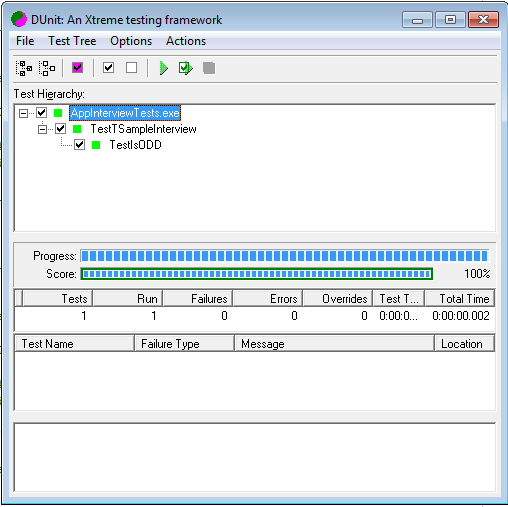 DUnit: An Xtreme testing framework
File Test Tree Options Actions
Test Hierarchy:
AppInterviewTests.exe
TestTSampleInterview
TestIsODD
Progress:
Score: 100%
Tests Run Failures Errors Overrides Test T... Total Time
1 1 0 0 0 0:00:0... 0:00:00.002
Test Name Failure Type Message Location